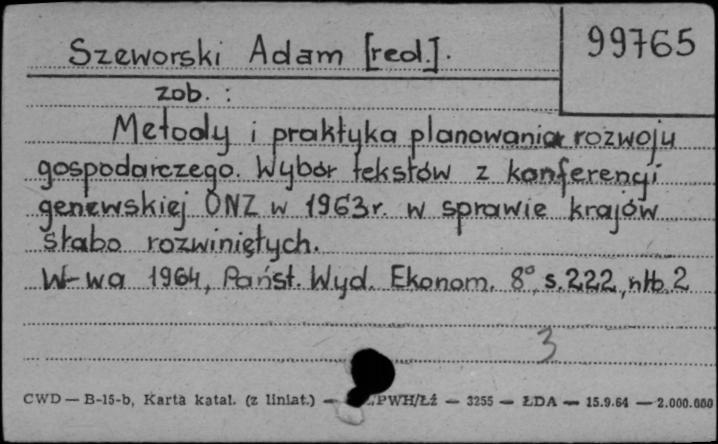 Szeworski Adam [red.].
99765
zob. :
Metody i praktyka planowania rozwoju
gospodarczego. Wybór tekstów z konferencji
genewskiej ONZ w 1963r. w sprawie krajów
słabo rozwiniętych.
W-wa 1964, Państ. Wyd. Ekonom. 8°, s. 222, nlb. 2
3
CWD — B-15-b, Karta katal. (z liniat.) — PWH/Łź — 3255 — ŁDA — 15.9.64 — 2.000.000